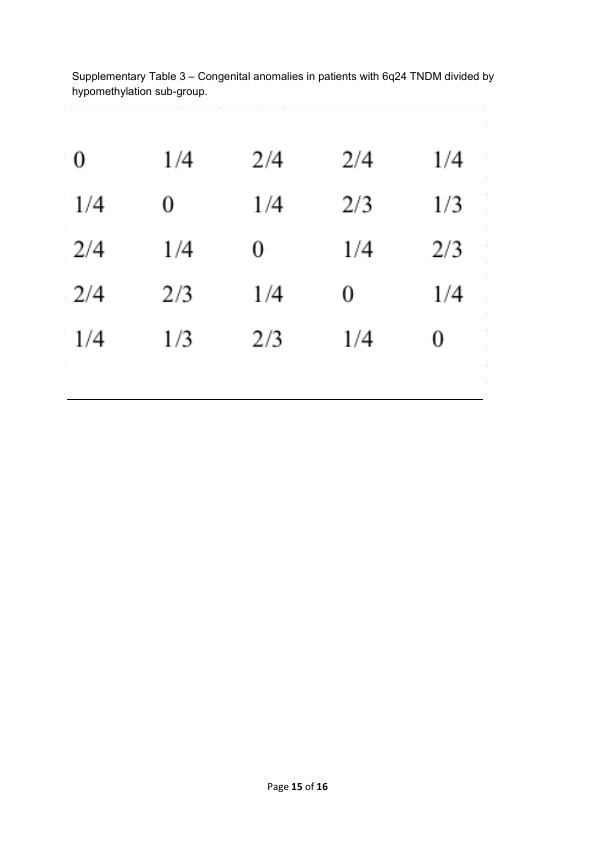 Supplementary Table 3 – Congenital anomalies in patients with 6q24 TNDM divided by
hypomethylation sub-group.
0 1/4 2/4 2/4 1/4
1/4 0 1/4 2/3 1/3
2/4 1/4 0 1/4 2/3
2/4 2/3 1/4 0 1/4
1/4 1/3 2/3 1/4 0
Page 15 of 16